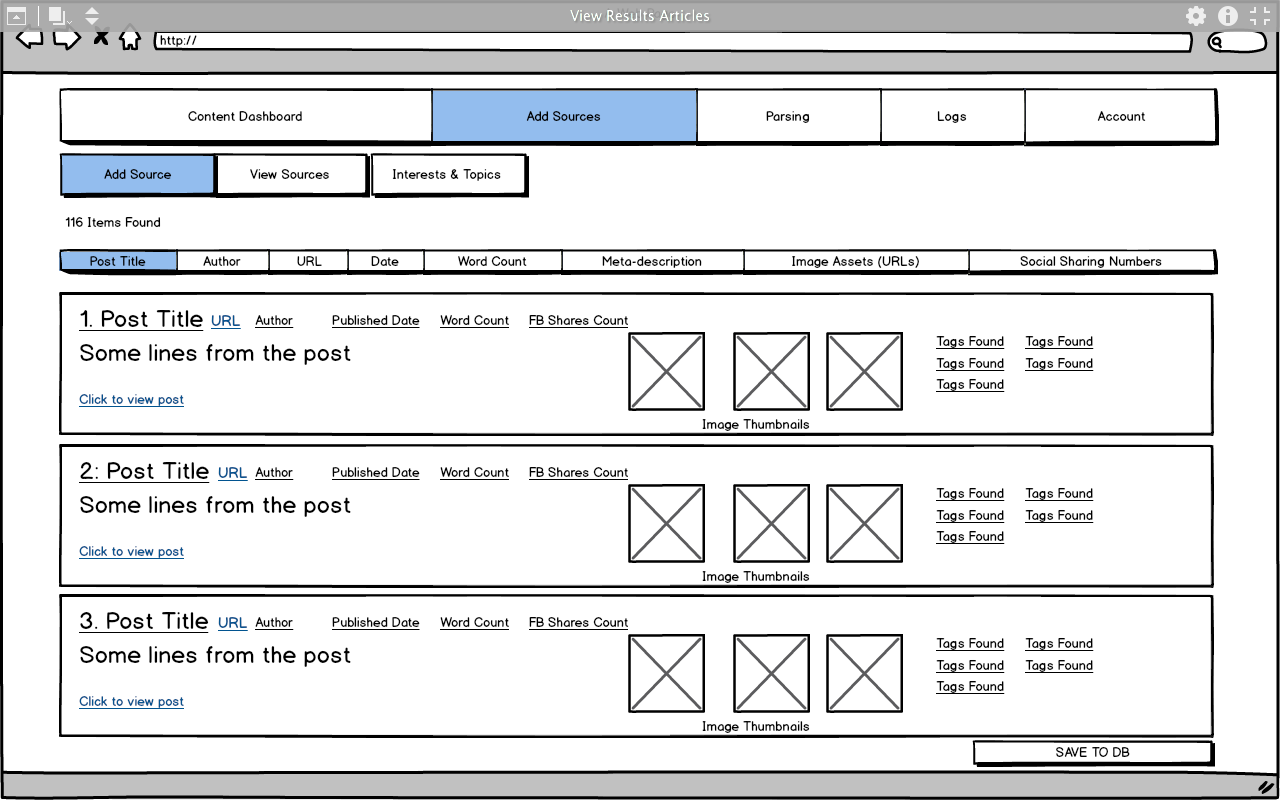 View Results Articles
http://
Content Dashboard Add Sources Parsing Logs Account
Add Source View Sources Interests & Topics
116 Items Found
Post Title Author URL Date Word Count Meta-description Image Assets (URLs) Social Sharing Numbers
1. Post Title URL Author Published Date Word Count FB Shares Count
Some lines from the post
Tags Found Tags Found
Tags Found Tags Found
Tags Found
Click to view post
Image Thumbnails
2: Post Title URL Author Published Date Word Count FB Shares Count
Some lines from the post
Tags Found Tags Found
Tags Found Tags Found
Tags Found
Click to view post
Image Thumbnails
3. Post Title URL Author Published Date Word Count FB Shares Count
Some lines from the post
Tags Found Tags Found
Tags Found Tags Found
Tags Found
Click to view post
Image Thumbnails
SAVE TO DB